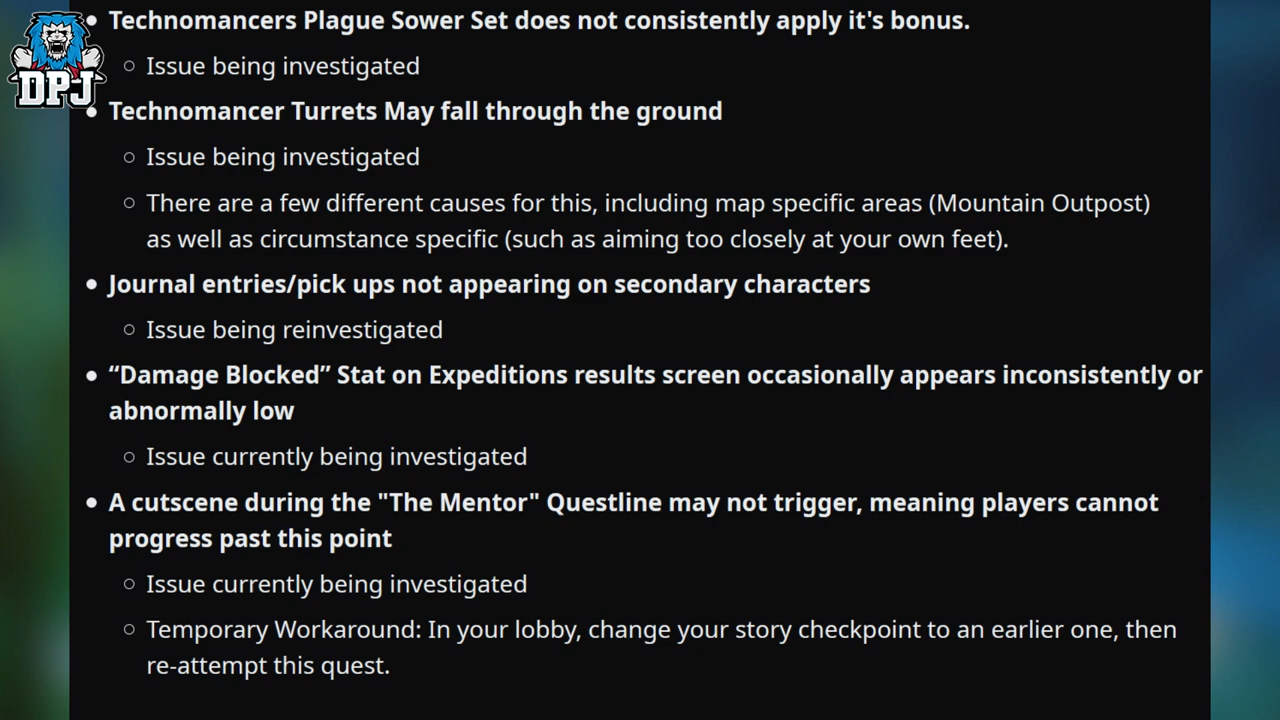 Technomancers Plague Sower Set does not consistently apply it's bonus.
Issue being investigated
DPJ
Technomancer Turrets May fall through the ground
Issue being investigated
There are a few different causes for this, including map specific areas (Mountain Outpost)
as well as circumstance specific (such as aiming too closely at your own feet).
Journal entries/pick ups not appearing on secondary characters
Issue being reinvestigated
“Damage Blocked” Stat on Expeditions results screen occasionally appears inconsistently or
abnormally low
Issue currently being investigated
A cutscene during the "The Mentor" Questline may not trigger, meaning players cannot
progress past this point
Issue currently being investigated
Temporary Workaround: In your lobby, change your story checkpoint to an earlier one, then
re-attempt this quest.